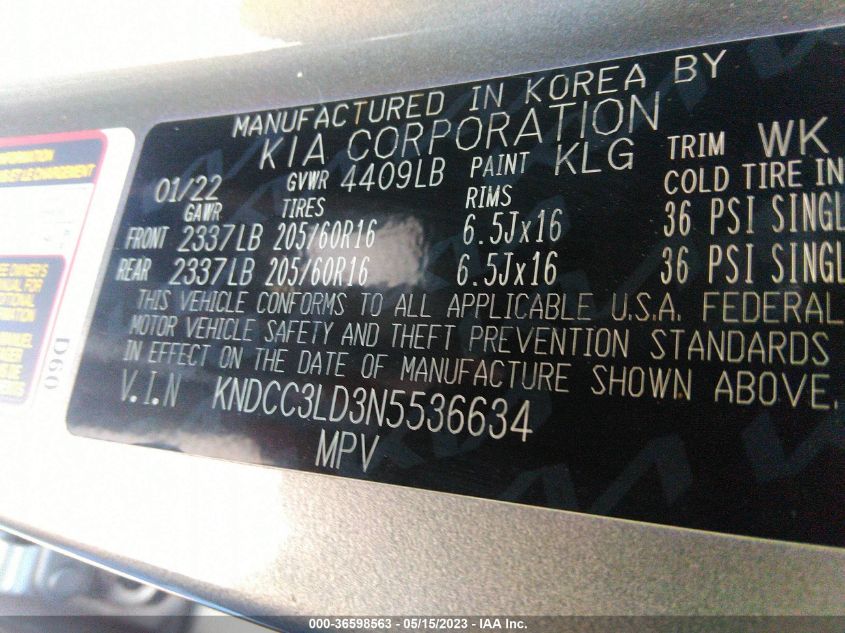 MANUFACTURED IN KOREA BY
KIA CORPORATION
01/22 GVWR 4409LB PAINT KLG TRIM WK
GAWR TIRES RIMS COLD TIRE IN
FRONT 2337LB 205/60R16 6.5Jx16 36 PSI SINGL
REAR 2337LB 205/60R16 6.5Jx16 36 PSI SINGL
THIS VEHICLE CONFORMS TO ALL APPLICABLE U.S.A. FEDERAL
MOTOR VEHICLE SAFETY AND THEFT PREVENTION STANDARDS
IN EFFECT ON THE DATE OF MANUFACTURE SHOWN ABOVE.
V.I.N KNDCC3LD3N5536634
MPV
D60
000-36598563 - 05/15/2023 - IAA Inc.